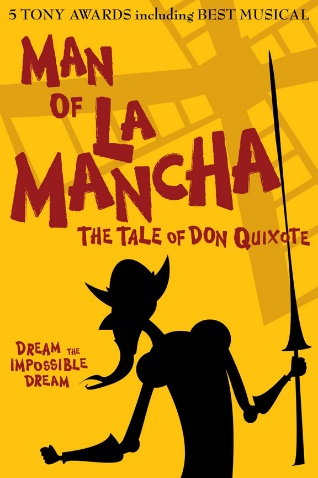 5 TONY AWARDS including BEST MUSICAL
MAN
OF LA
MANCHA
THE TALE OF DON QUIXOTE
DREAM THE
IMPOSSIBLE
DREAM